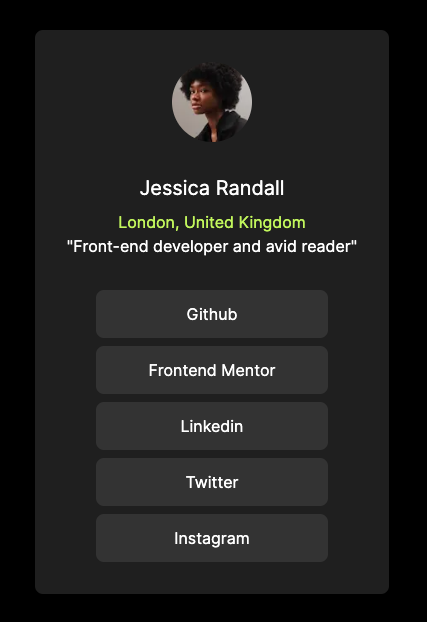 Jessica Randall
London, United Kingdom
"Front-end developer and avid reader"
Github
Frontend Mentor
Linkedin
Twitter
Instagram